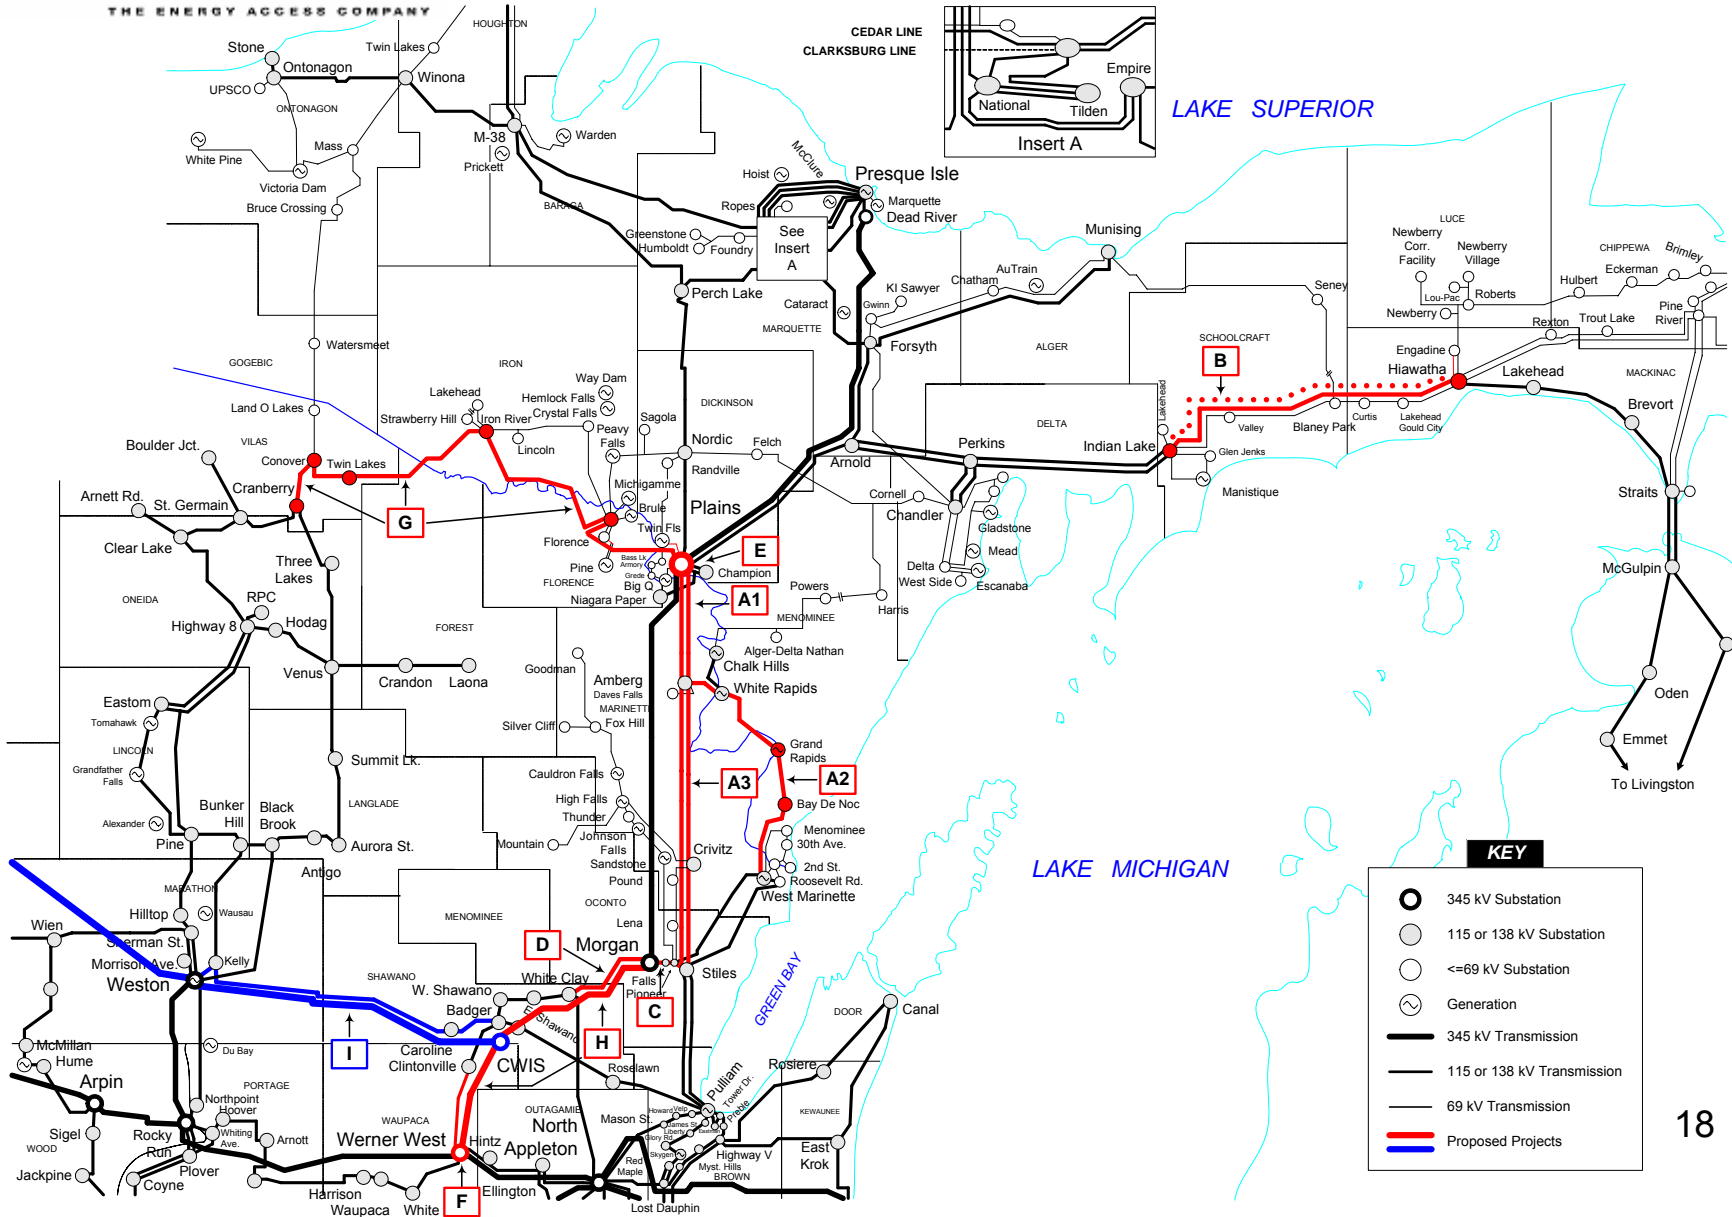 THE ENERGY ACCESS COMPANY
HOUGHTON
CEDAR LINE
CLARKSBURG LINE
Empire
National
Tilden
Insert A
LAKE SUPERIOR
Stone
Twin Lakes
Ontonagon
Winona
UPSCO
ONTONAGON
M-38
Warden
Mass
Prickett
White Pine
Victoria Dam
Bruce Crossing
BARAGA
McClure
Hoist
Presque Isle
Marquette
Dead River
Ropes
See
Insert
A
Greenstone
Humboldt
Foundry
Munising
LUCE
Newberry
Corr.
Facility
Newberry
Village
CHIPPEWA
Brimley
Eckerman
Hulbert
Perch Lake
KI Sawyer
AuTrain
Chatham
Cataract
Gwinn
Seney
Lou-Pac
Roberts
Newberry
Pine
River
Rexton
Trout Lake
MARQUETTE
Forsyth
ALGER
SCHOOLCRAFT
Engadine
Watersmeet
GOGEBIC
IRON
B
Hiawatha
Lakehead
MACKINAC
Lakehead
Way Dam
Hemlock Falls
Crystal Falls
Land O Lakes
Strawberry Hill
Iron River
Sagola
DICKINSON
Brevort
Peavy
Falls
Lincoln
DELTA
Lakehead
Valley
Blaney Park
Curtis
Lakehead
Gould City
Boulder Jct.
VILAS
Conover
Twin Lakes
Nordic
Felch
Randville
Arnold
Perkins
Indian Lake
Glen Jenks
Cranberry
Arnett Rd.
St. Germain
Michigamme
Cornell
Manistique
Straits
Plains
Brule
Chandler
Gladstone
G
Twin Fls
Clear Lake
Florence
E
Mead
Three
Lakes
Bass Lk
Armory
Grede
Pine
Champion
Delta
West Side
Escanaba
McGulpin
FLORENCE
Big Q
Niagara Paper
A1
Powers
Harris
ONEIDA
RPC
MENOMINEE
Highway 8
Hodag
FOREST
Alger-Delta Nathan
Goodman
Chalk Hills
Venus
Crandon
Laona
Amberg
Daves Falls
MARINETTE
White Rapids
Oden
Eastom
Tomahawk
Silver Cliff
Fox Hill
Emmet
LINCOLN
Grand
Rapids
Grandfather
Falls
Summit Lk.
Cauldron Falls
A3
A2
To Livingston
LANGLADE
High Falls
Bay De Noc
Bunker
Hill
Black
Brook
Thunder
Alexander
Johnson
Falls
Menominee
30th Ave.
Pine
Mountain
Aurora St.
Sandstone
Crivitz
Antigo
Pound
2nd St.
Roosevelt Rd.
LAKE MICHIGAN
MARATHON
West Marinette
OCONTO
Hilltop
Wausau
MENOMINEE
Wien
Lena
Sherman St.
D
Morgan
Morrison Ave.
Kelly
Weston
SHAWANO
White Clay
Falls
Pioneer
Stiles
W. Shawano
Badger
C
GREEN BAY
E. Shawano
DOOR
Canal
I
H
McMillan
Hume
Du Bay
Caroline
Clintonville
CWIS
Arpin
PORTAGE
Roselawn
Rosiere
Pulliam
Northpoint
Hoover
WAUPACA
OUTAGAMIE
North
Appleton
Mason St.
Howard
Velp
Tower Dr.
Preble
KEWAUNEE
James St.
Liberty
Eastman
Sigel
WOOD
Rocky
Run
Whiting
Ave.
Arnott
Werner West
Hintz
Glory Rd.
Skygen
Highway V
East
Krok
Plover
Red
Maple
Myst. Hills
BROWN
Jackpine
Coyne
Harrison
Waupaca
White
F
Ellington
Lost Dauphin
KEY
345 kV Substation
115 or 138 kV Substation
<=69 kV Substation
Generation
345 kV Transmission
115 or 138 kV Transmission
69 kV Transmission
Proposed Projects
18